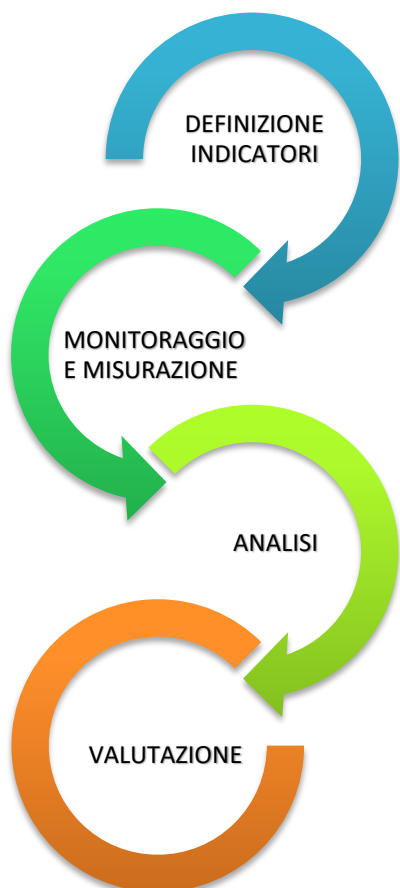 DEFINIZIONE
INDICATORI
MONITORAGGIO
E MISURAZIONE
ANALISI
VALUTAZIONE